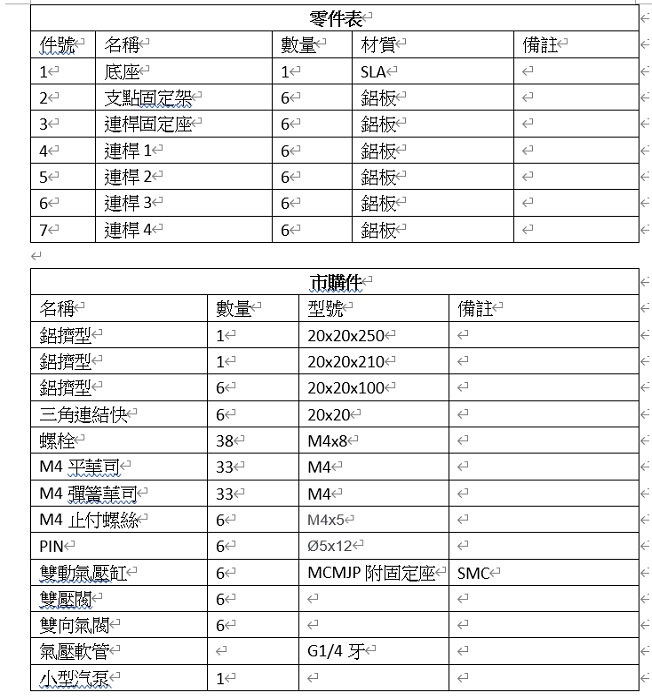 零件表
件號 名稱 數量 材質 備註
1 底座 1 SLA
2 支點固定架 6 鋁板
3 連桿固定座 6 鋁板
4 連桿 1 6 鋁板
5 連桿 2 6 鋁板
6 連桿 3 6 鋁板
7 連桿 4 6 鋁板
市購件
名稱 數量 型號 備註
鋁擠型 1 20x20x250
鋁擠型 1 20x20x210
鋁擠型 6 20x20x100
三角連結快 6 20x20
螺栓 38 M4x8
M4 平華司 33 M4
M4 彈簧華司 33 M4
M4 止付螺絲 6 M4x5
PIN 6 Ø5x12
雙動氣壓缸 6 MCMJP 附固定座 SMC
雙壓閥 6
雙向氣閥 6
氣壓軟管 G1/4 牙
小型汽泵 1